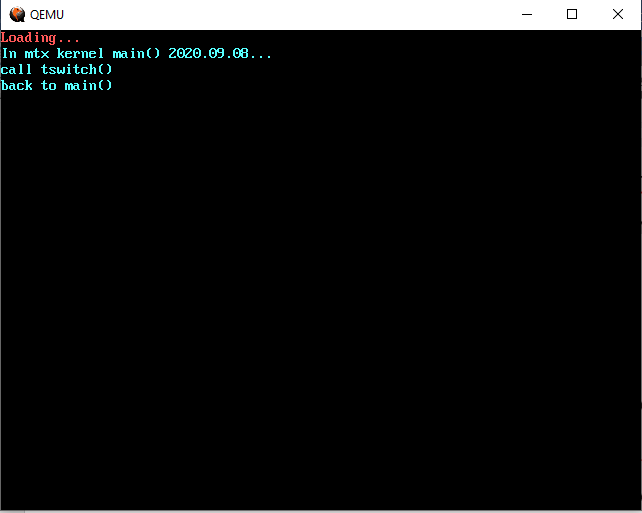 QEMU
Loading...
In mtx kernel main() 2020.09.08...
call tswitch()
back to main()